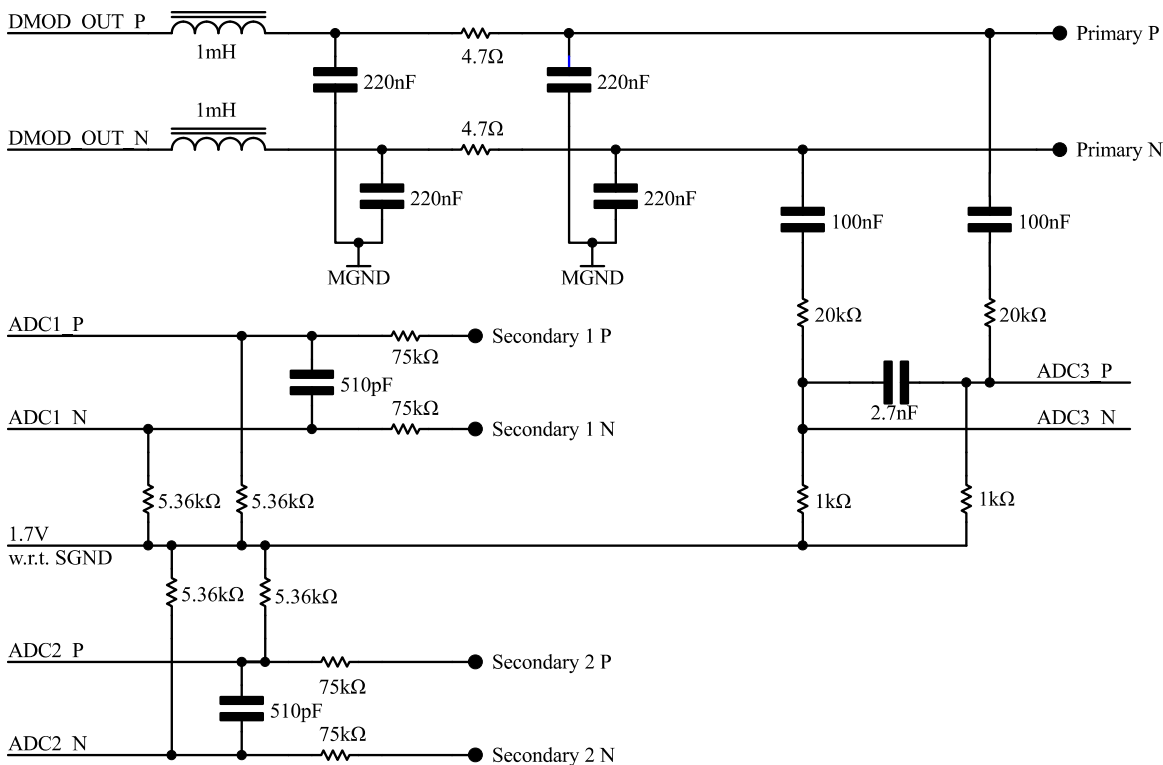 DMOD_OUT_P
1mH
4.7Ω
Primary P
220nF
220nF
1mH
DMOD_OUT_N
4.7Ω
Primary N
220nF
220nF
100nF
100nF
MGND
MGND
ADC1_P
20kΩ
20kΩ
75kΩ
Secondary 1 P
510pF
ADC3_P
ADC1_N
75kΩ
Secondary 1 N
2.7nF
ADC3_N
5.36kΩ
5.36kΩ
1kΩ
1kΩ
1.7V
w.r.t. SGND
5.36kΩ
5.36kΩ
ADC2_P
75kΩ
Secondary 2 P
510pF
ADC2_N
75kΩ
Secondary 2 N